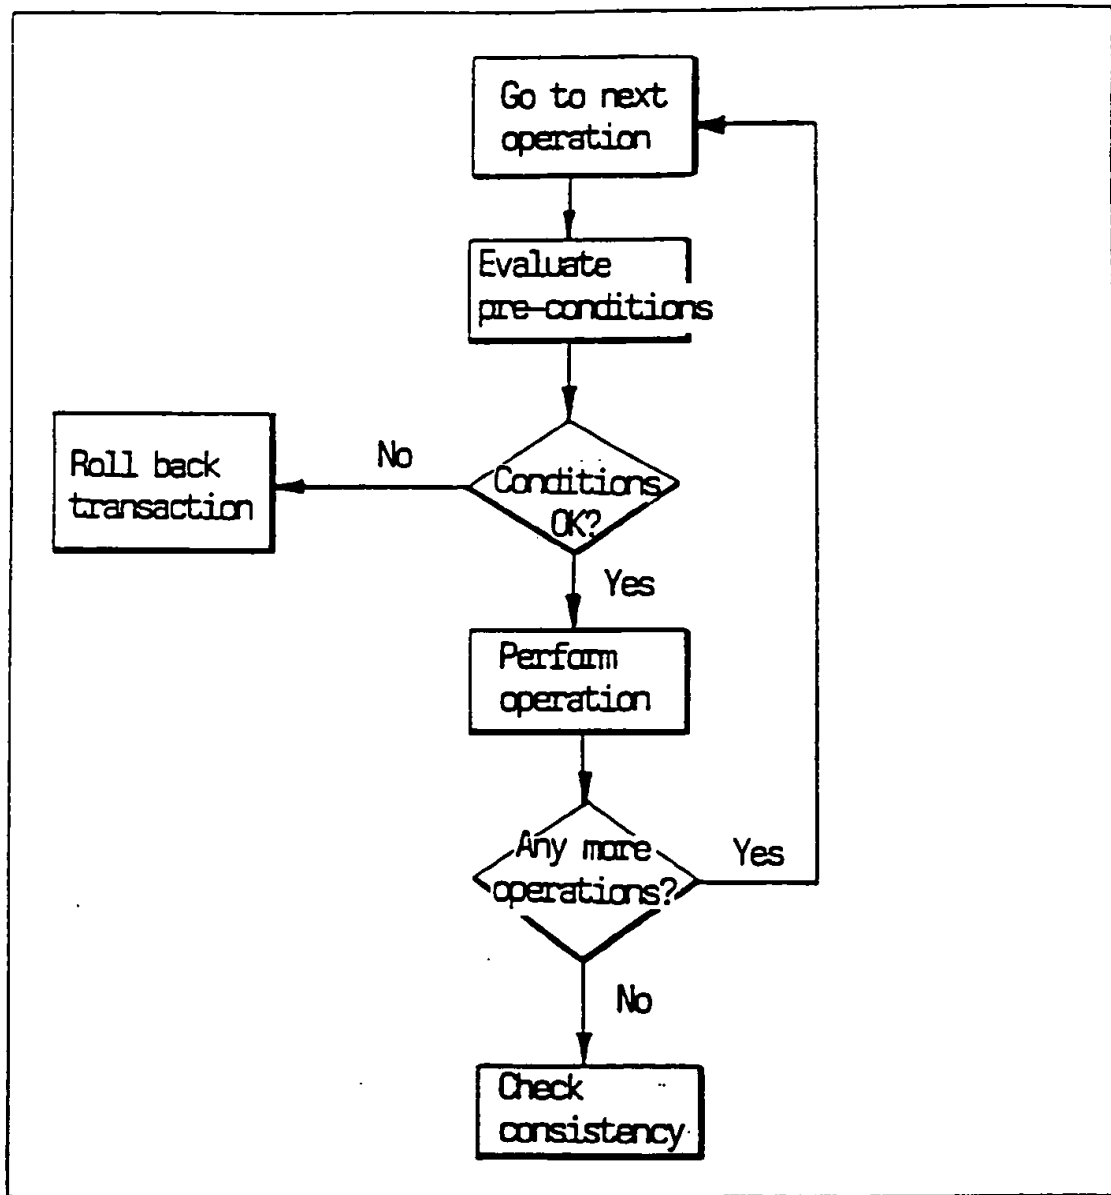 Go to next
operation
Evaluate
pre-conditions
Conditions
OK?
No
Roll back
transaction
Yes
Perform
operation
Any more
operations?
Yes
No
Check
consistency